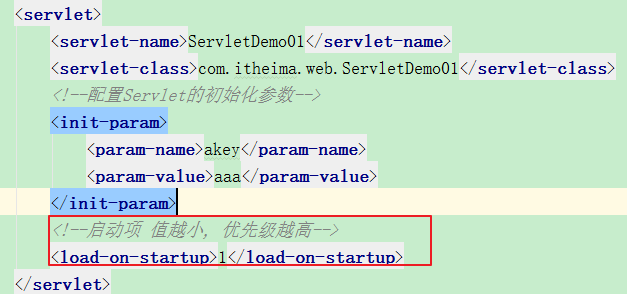 <servlet>
<servlet-name>ServletDemo01</servlet-name>
<servlet-class>com.itheima.web.ServletDemo01</servlet-class>
<!--配置Servlet的初始化参数-->
<init-param>
<param-name>akey</param-name>
<param-value>aaa</param-value>
</init-param>
<!--启动项 值越小, 优先级越高-->
<load-on-startup>1</load-on-startup>
</servlet>